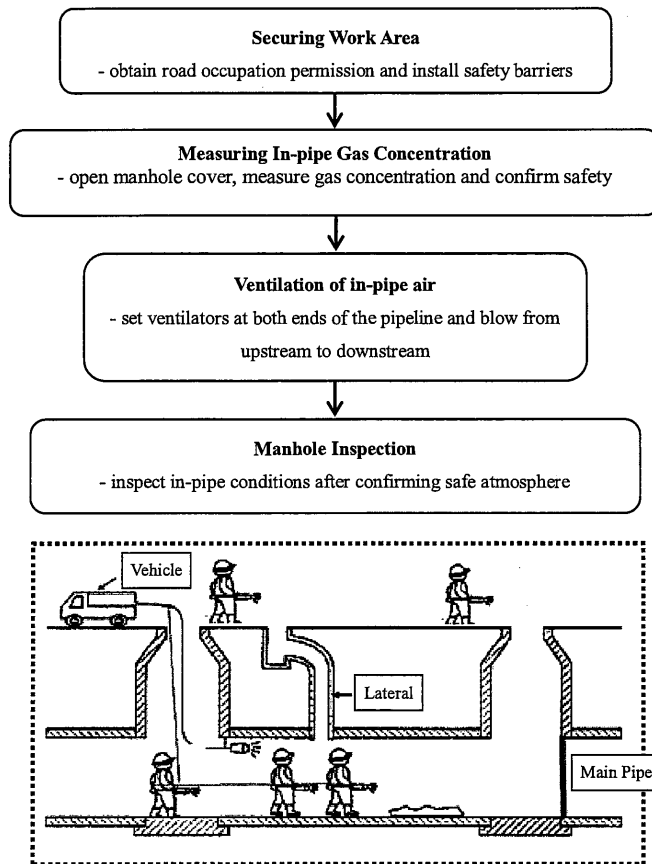 Securing Work Area
- obtain road occupation permission and install safety barriers
Measuring In-pipe Gas Concentration
- open manhole cover, measure gas concentration and confirm safety
Ventilation of in-pipe air
- set ventilators at both ends of the pipeline and blow from
upstream to downstream
Manhole Inspection
- inspect in-pipe conditions after confirming safe atmosphere
Vehicle
Lateral
Main Pipe